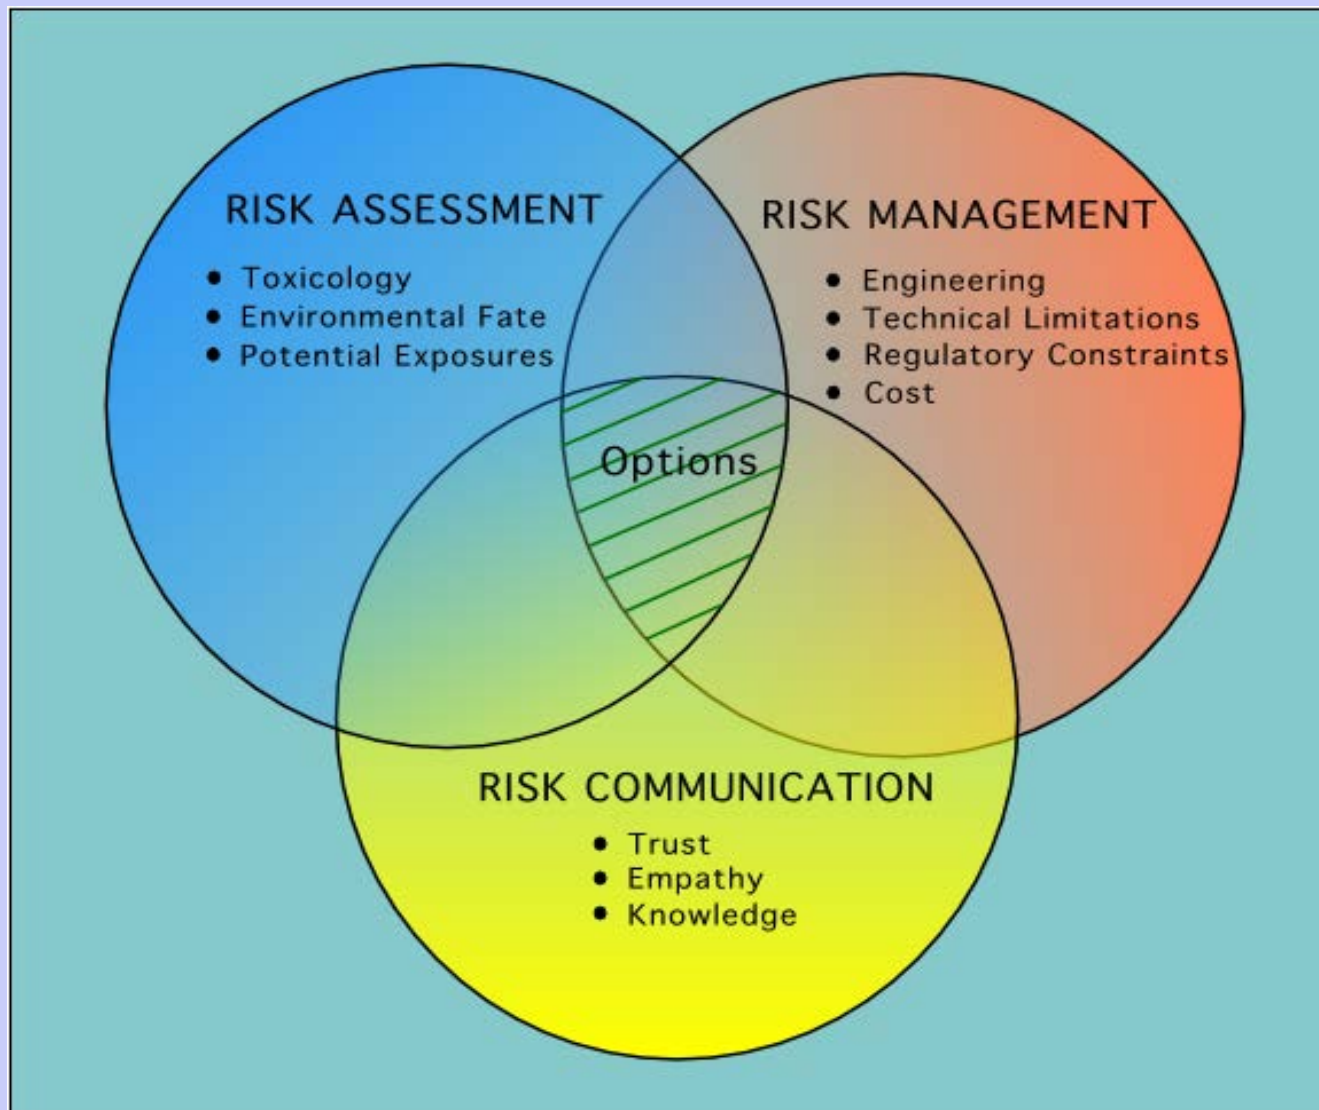 RISK ASSESSMENT
• Toxicology
• Environmental Fate
• Potential Exposures
RISK MANAGEMENT
• Engineering
• Technical Limitations
• Regulatory Constraints
• Cost
Options
RISK COMMUNICATION
• Trust
• Empathy
• Knowledge